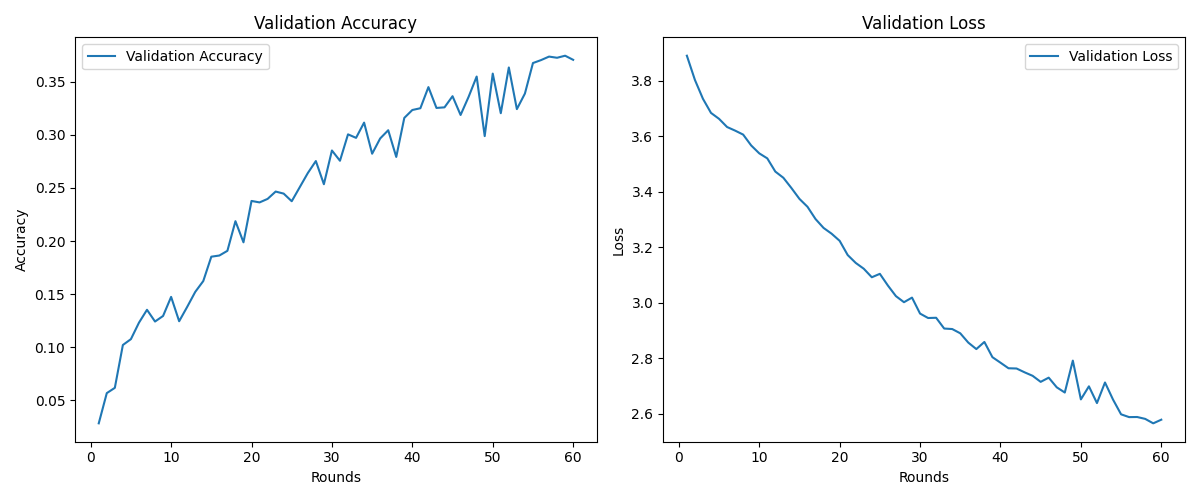 Validation Accuracy
Validation Accuracy
0.35
0.30
0.25
0.20
0.15
0.10
0.05
Accuracy
0 10 20 30 40 50 60
Rounds
Validation Loss
Validation Loss
3.8
3.6
3.4
3.2
3.0
2.8
2.6
Loss
0 10 20 30 40 50 60
Rounds